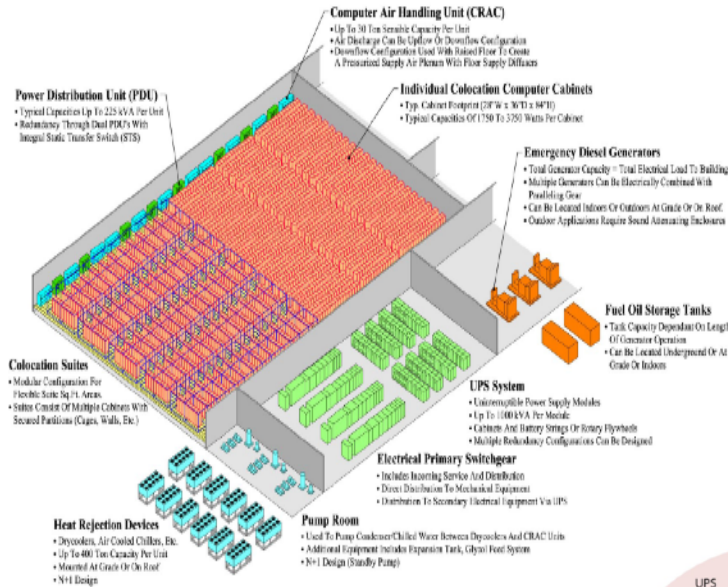 Computer Air Handling Unit (CRAC)
• Up To 30 Ton Sensible Capacity Per Unit
• Air Discharge Can Be Upflow Or Downflow Configuration
• Downflow Configuration Used With Raised Floor To Create
A Pressurized Supply Air Plenum With Floor Supply Diffusers
Power Distribution Unit (PDU)
• Typical Capacities Up To 225 kVA Per Unit
• Redundancy Through Dual PDU's With
Integral Static Transfer Switch (STS)
Individual Colocation Computer Cabinets
• Typ. Cabinet Footprint (28"W x 36"D x 84"H)
• Typical Capacities Of 1750 To 3750 Watts Per Cabinet
Emergency Diesel Generators
• Total Generator Capacity = Total Electrical Load To Building
• Multiple Generators Can Be Electrically Combined With
Paralleling Gear
• Can Be Located Indoors Or Outdoors At Grade Or On Roof.
• Outdoor Applications Require Sound Attenuating Enclosures
Fuel Oil Storage Tanks
• Tank Capacity Dependant On Length
Of Generator Operation
• Can Be Located Underground Or At
Grade Or Indoors
Colocation Suites
• Modular Configuration For
Flexible Suite Sq.Ft. Areas.
• Suites Consist Of Multiple Cabinets With
Secured Partitions (Cages, Walls, Etc.)
UPS System
• Uninterruptible Power Supply Modules
• Up To 1000 kVA Per Module
• Cabinets And Battery Strings Or Rotary Flywheels
• Multiple Redundancy Configurations Can Be Designed
Electrical Primary Switchgear
• Includes Incoming Service And Distribution
• Direct Distribution To Mechanical Equipment
• Distribution To Secondary Electrical Equipment Via UPS
Pump Room
• Used To Pump Condenser/Chilled Water Between Drycoolers And CRAC Units
• Additional Equipment Includes Expansion Tank, Glycol Feed System
• N+1 Design (Standby Pump)
Heat Rejection Devices
• Drycoolers, Air Cooled Chillers, Etc.
• Up To 400 Ton Capacity Per Unit
• Mounted At Grade Or On Roof
• N+1 Design
UPS